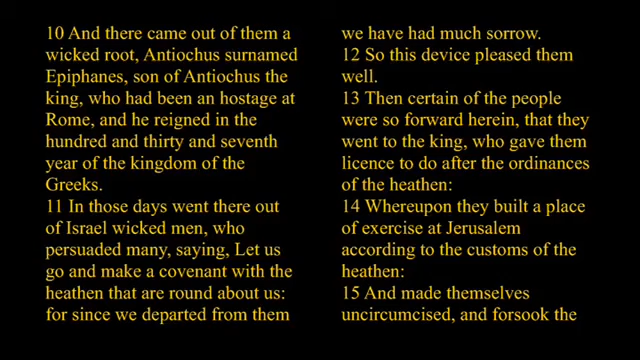 10 And there came out of them a
wicked root, Antiochus surnamed
Epiphanes, son of Antiochus the
king, who had been an hostage at
Rome, and he reigned in the
hundred and thirty and seventh
year of the kingdom of the
Greeks.
11 In those days went there out
of Israel wicked men, who
persuaded many, saying, Let us
go and make a covenant with the
heathen that are round about us:
for since we departed from them
we have had much sorrow.
12 So this device pleased them
well.
13 Then certain of the people
were so forward herein, that they
went to the king, who gave them
licence to do after the ordinances
of the heathen:
14 Whereupon they built a place
of exercise at Jerusalem
according to the customs of the
heathen:
15 And made themselves
uncircumcised, and forsook the